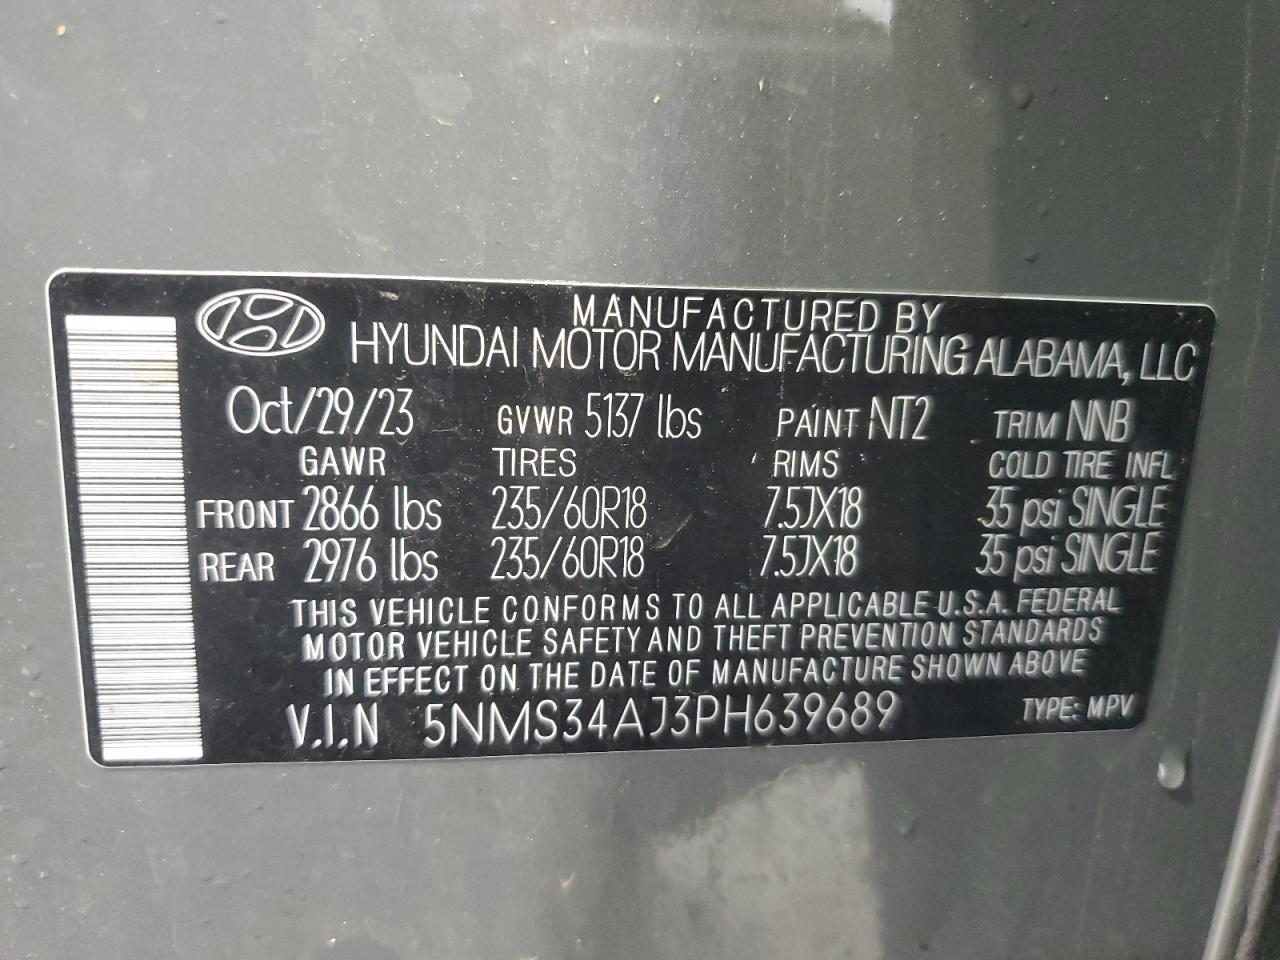 MANUFACTURED BY
HYUNDAI MOTOR MANUFACTURING ALABAMA, LLC
Oct/29/23 GVWR 5137 lbs PAINT NT2 TRIM NNB
GAWR TIRES RIMS COLD TIRE INFL
FRONT 2866 lbs 235/60R18 7.5JX18 35 psi SINGLE
REAR 2976 lbs 235/60R18 7.5JX18 35 psi SINGLE
THIS VEHICLE CONFORMS TO ALL APPLICABLE U.S.A. FEDERAL
MOTOR VEHICLE SAFETY AND THEFT PREVENTION STANDARDS
IN EFFECT ON THE DATE OF MANUFACTURE SHOWN ABOVE
V.I.N 5NMS34AJ3PH639689 TYPE: MPV